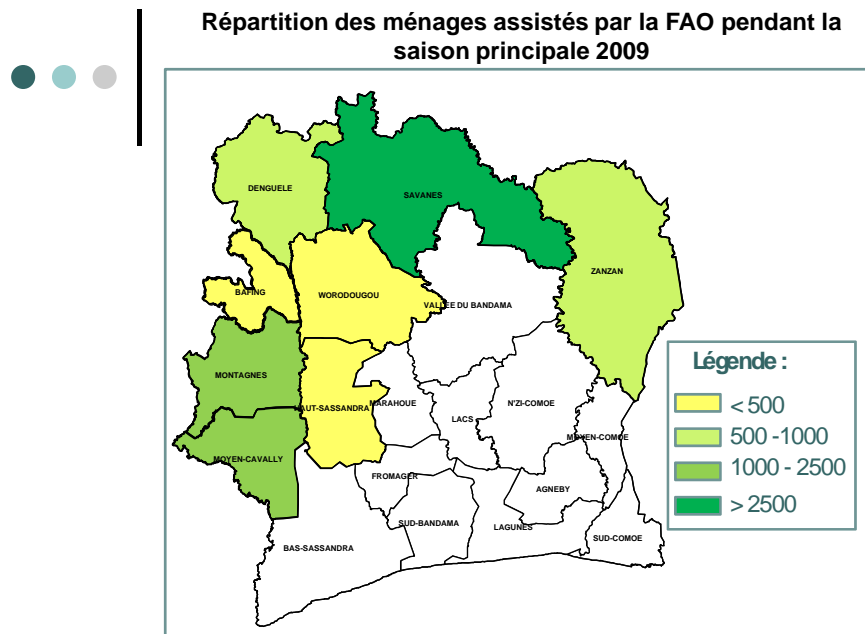 Répartition des ménages assistés par la FAO pendant la
saison principale 2009
DENGUELE
SAVANES
ZANZAN
BAFING
WORODOUGOU
VALLEE DU BANDAMA
MONTAGNES
HAUT-SASSANDRA
MARAHOUE
LACS
N'ZI-COMOE
MOYEN-COMOE
MOYEN-CAVALLY
FROMAGER
AGNEBY
SUD-BANDAMA
LAGUNES
SUD-COMOE
BAS-SASSANDRA
Légende :
< 500
500 -1000
1000 - 2500
> 2500